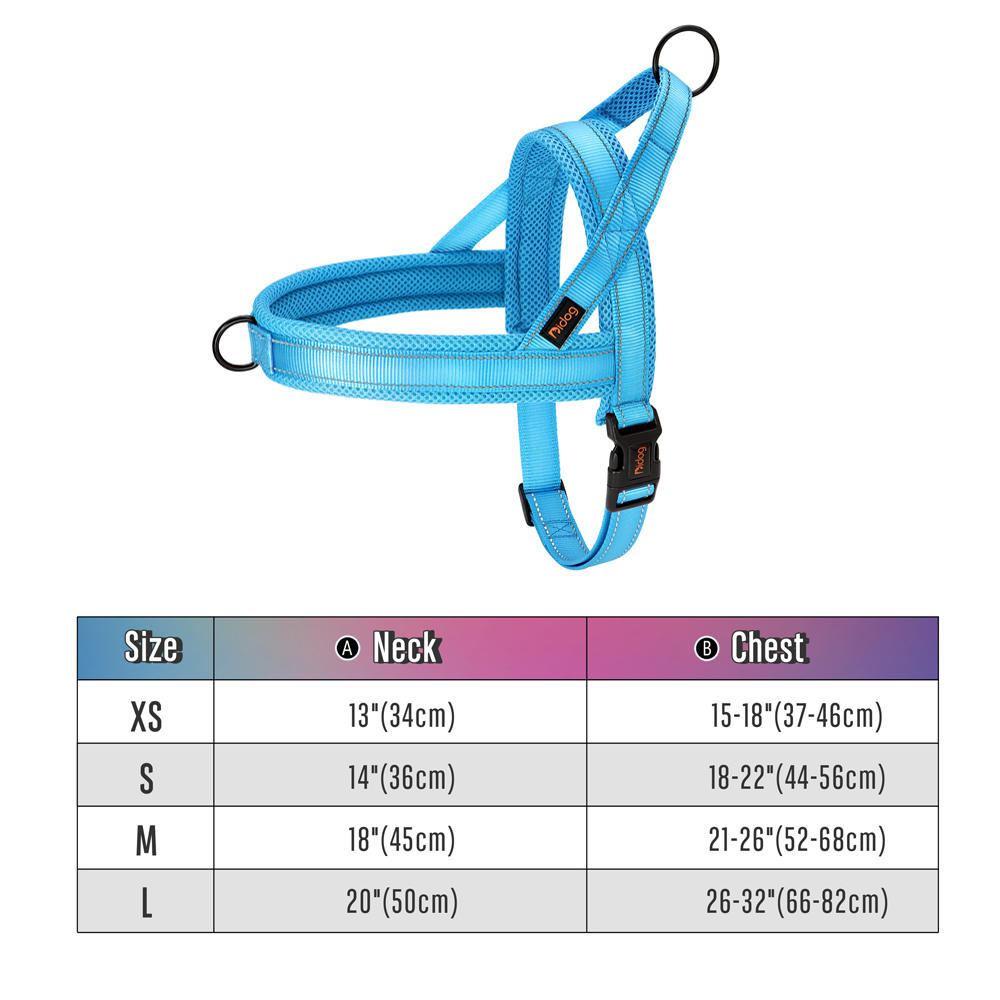 Didog
Didog
Size A Neck B Chest
XS 13"(34cm) 15-18"(37-46cm)
S 14"(36cm) 18-22"(44-56cm)
M 18"(45cm) 21-26"(52-68cm)
L 20"(50cm) 26-32"(66-82cm)